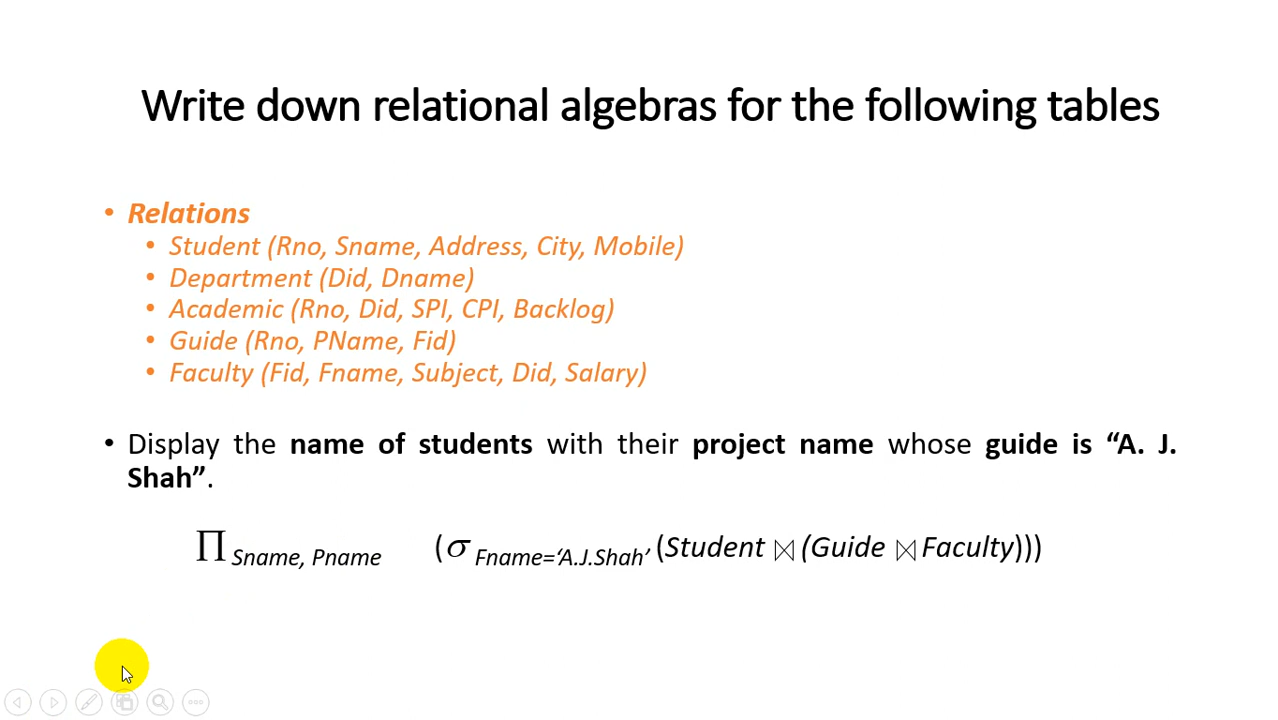 Write down relational algebras for the following tables
• Relations
• Student (Rno, Sname, Address, City, Mobile)
• Department (Did, Dname)
• Academic (Rno, Did, SPI, CPI, Backlog)
• Guide (Rno, PName, Fid)
• Faculty (Fid, Fname, Subject, Did, Salary)
• Display the name of students with their project name whose guide is “A. J.
Shah”.
∏ Sname, Pname (σ Fname=‘A.J.Shah’ (Student ⋈ (Guide ⋈ Faculty)))